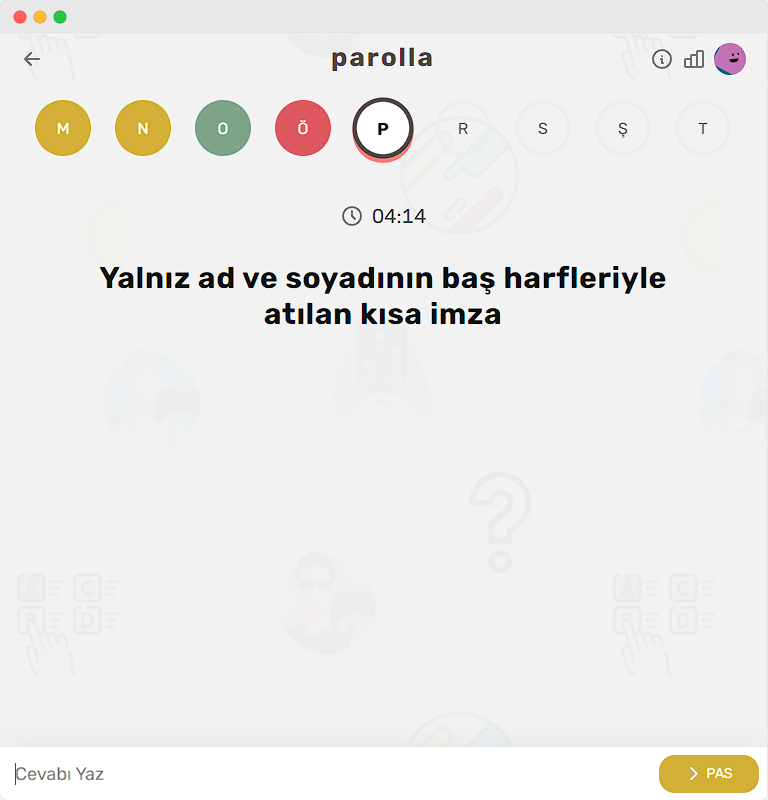 parolla
M N O Ö P R S Ş T
04:14
Yalnız ad ve soyadının baş harfleriyle
atılan kısa imza
A C
B D
A C
B D
Cevabı Yaz
PAS